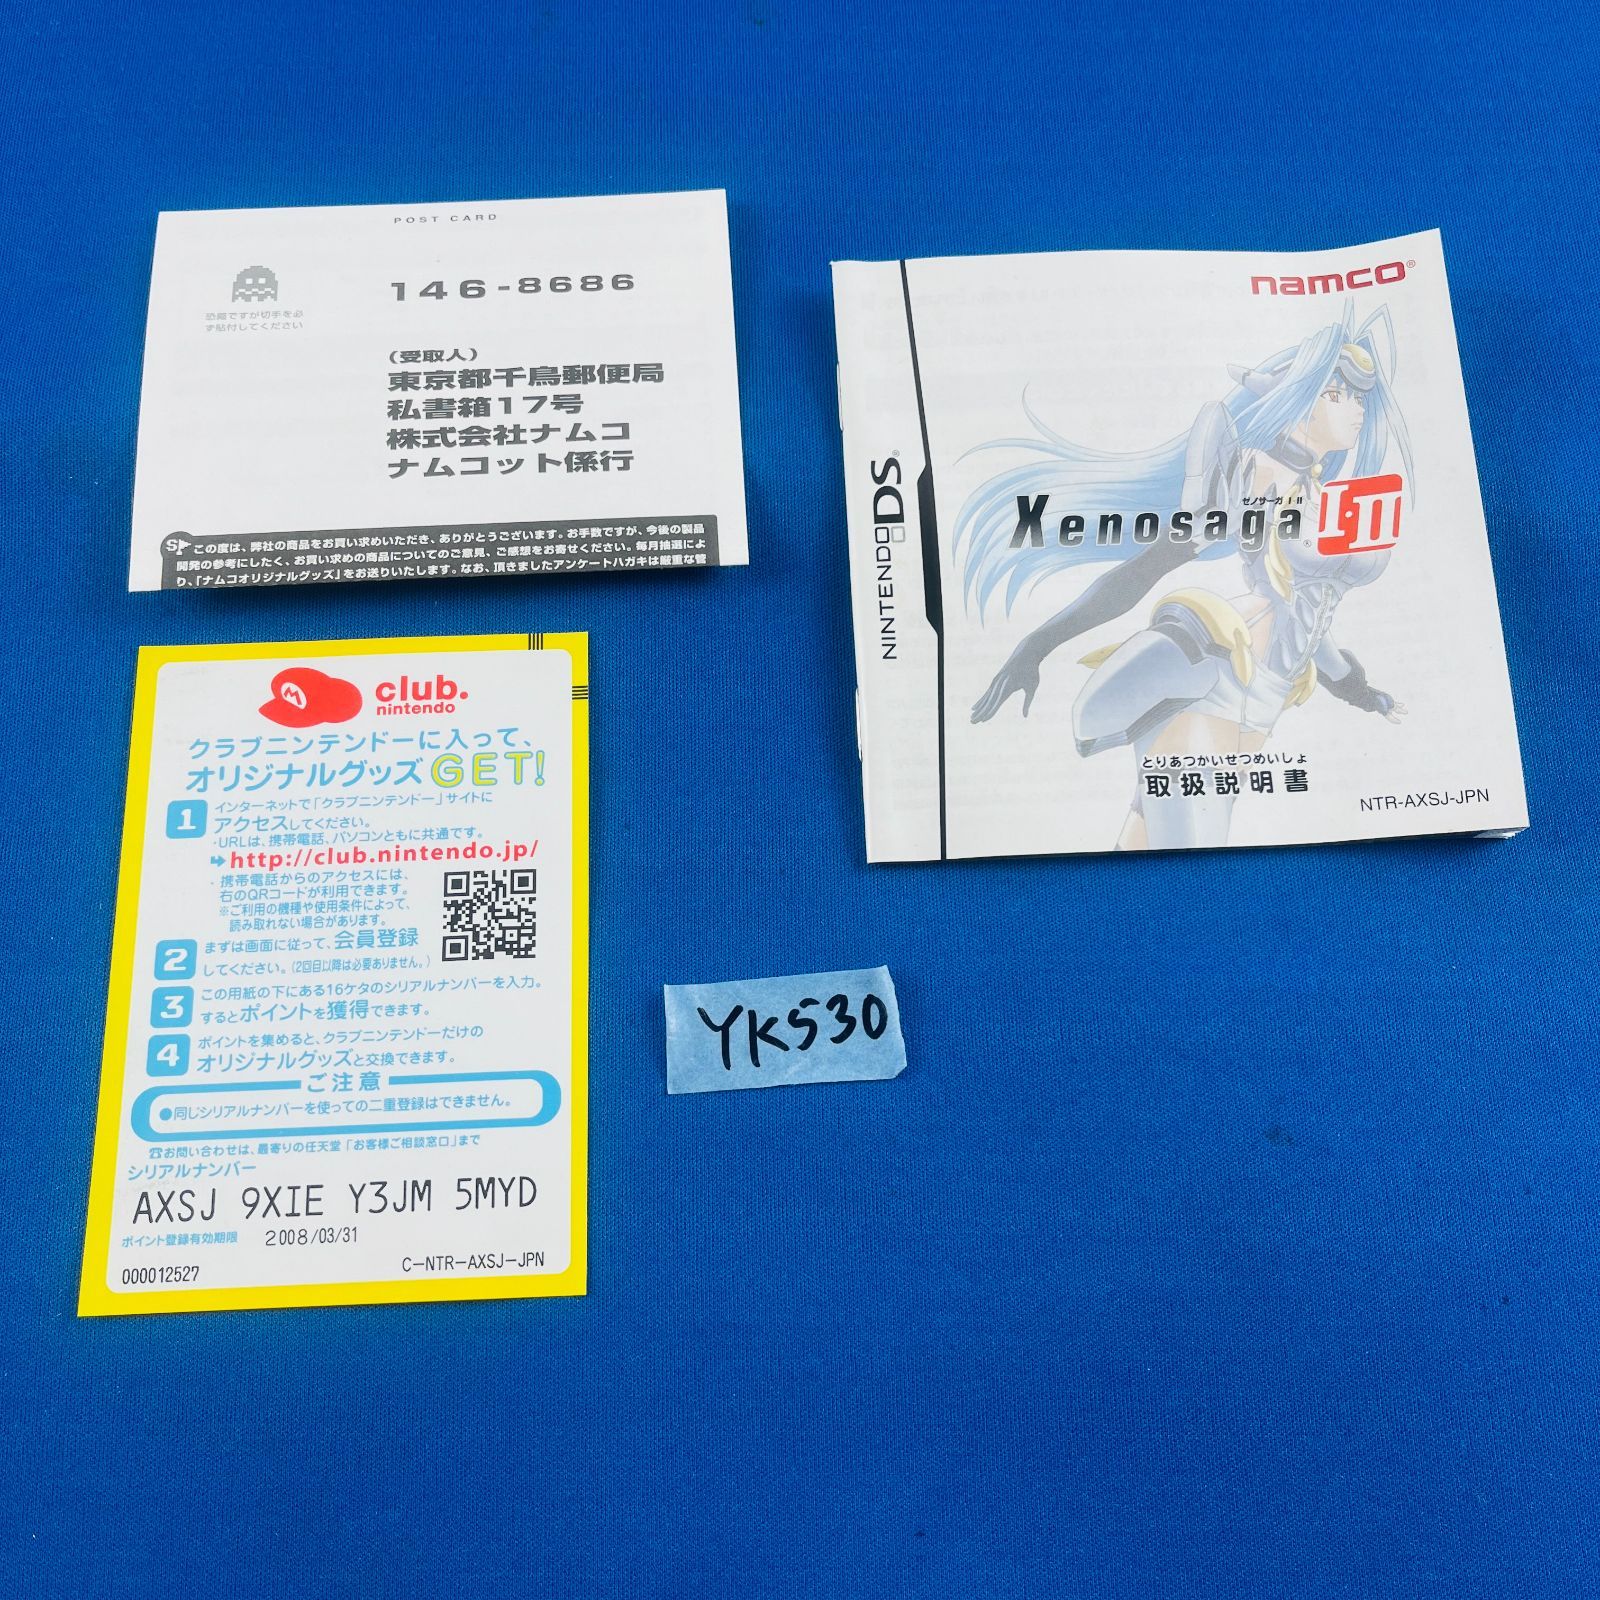 POST CARD
恐縮ですが切手を必
ず貼付してください
146-8686
(受取人)
東京都千鳥郵便局
私書箱17号
株式会社ナムコ
ナムコット係行
SP この度は、弊社の商品をお買い求めいただき、ありがとうございます。お手数ですが、今後の製品
開発の参考にしたく、お買い求めの商品についてのご意見、ご感想をお寄せください。毎月抽選によ
り、「ナムコオリジナルグッズ」をお送りいたします。なお、頂きましたアンケートハガキは厳重な管
namco®
NINTENDO DS®
ゼノサーガ I II
Xenosaga® I・II
とりあつかいせつめいしょ
取扱説明書
NTR-AXSJ-JPN
M
club.
nintendo
クラブニンテンドーに入って、
オリジナルグッズGET!
1 インターネットで「クラブニンテンドー」サイトに
アクセスしてください。
・URLは、携帯電話、パソコンともに共通です。
➡http://club.nintendo.jp/
・携帯電話からのアクセスには、
右のQRコードが利用できます。
※ご利用の機種や使用条件によって、
読み取れない場合があります。
2 まずは画面に従って、会員登録
してください。(2回目以降は必要ありません。)
3 この用紙の下にある16ケタのシリアルナンバーを入力。
するとポイントを獲得できます。
4 ポイントを集めると、クラブニンテンドーだけの
オリジナルグッズと交換できます。
ご注意
●同じシリアルナンバーを使っての二重登録はできません。
☎お問い合わせは、最寄りの任天堂「お客様ご相談窓口」まで
シリアルナンバー
AXSJ 9XIE Y3JM 5MYD
ポイント登録有効期限 2008/03/31
000012527
C-NTR-AXSJ-JPN
YK530